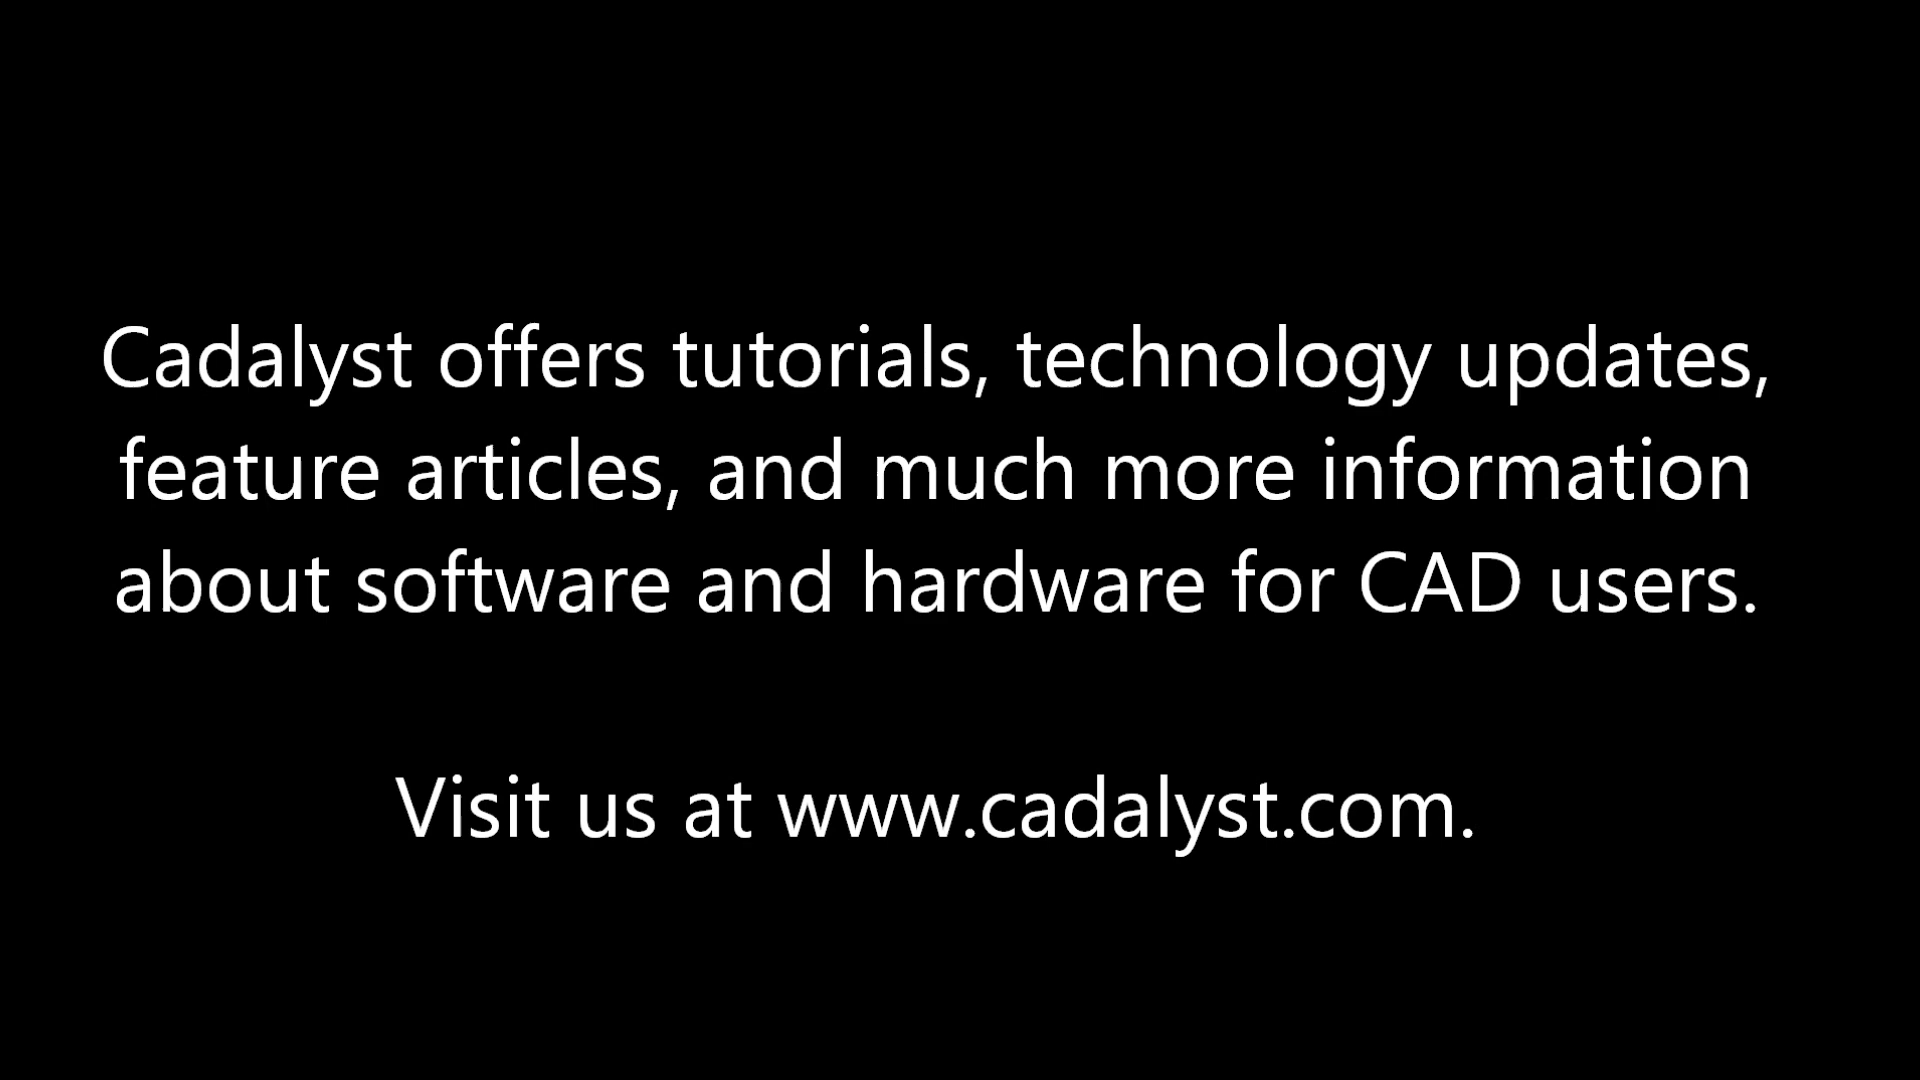 Cadalyst offers tutorials, technology updates,
feature articles, and much more information
about software and hardware for CAD users.
Visit us at www.cadalyst.com.